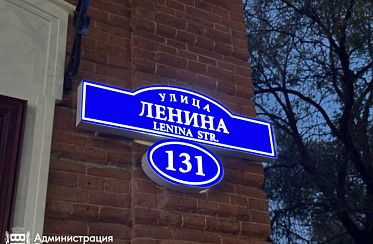 УЛИЦА
ЛЕНИНА
LENINA STR.
131
Администрация